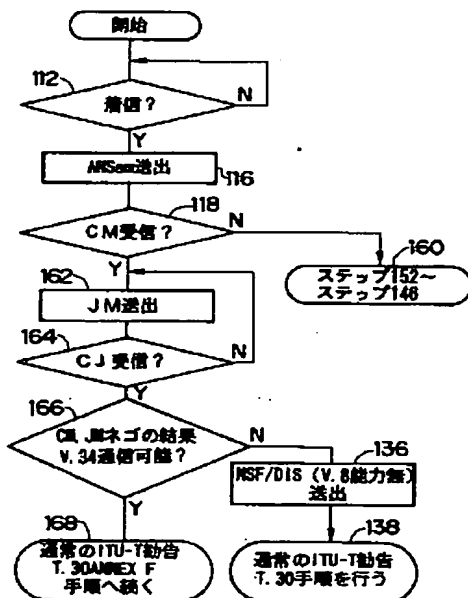 開始
112
着信?
N
Y
ANSam送出
116
118
CM受信?
N
Y
160
ステップ152~
ステップ146
162
JM送出
164
CJ受信?
N
Y
166
CM,JMネゴの結果
V.34通信可能?
N
Y
136
NSF/DIS(V.8能力無)
送出
168
通常のITU-T勧告
T.30ANNEX F
手順へ続く
138
通常のITU-T勧告
T.30手順を行う